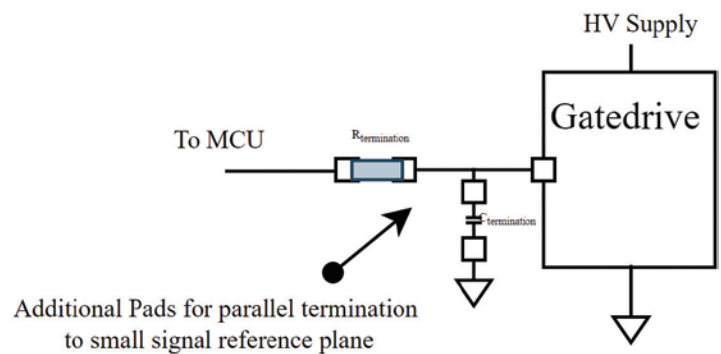 HV Supply
Gatedrive
To MCU
Rtermination
Ctermination
Additional Pads for parallel termination
to small signal reference plane